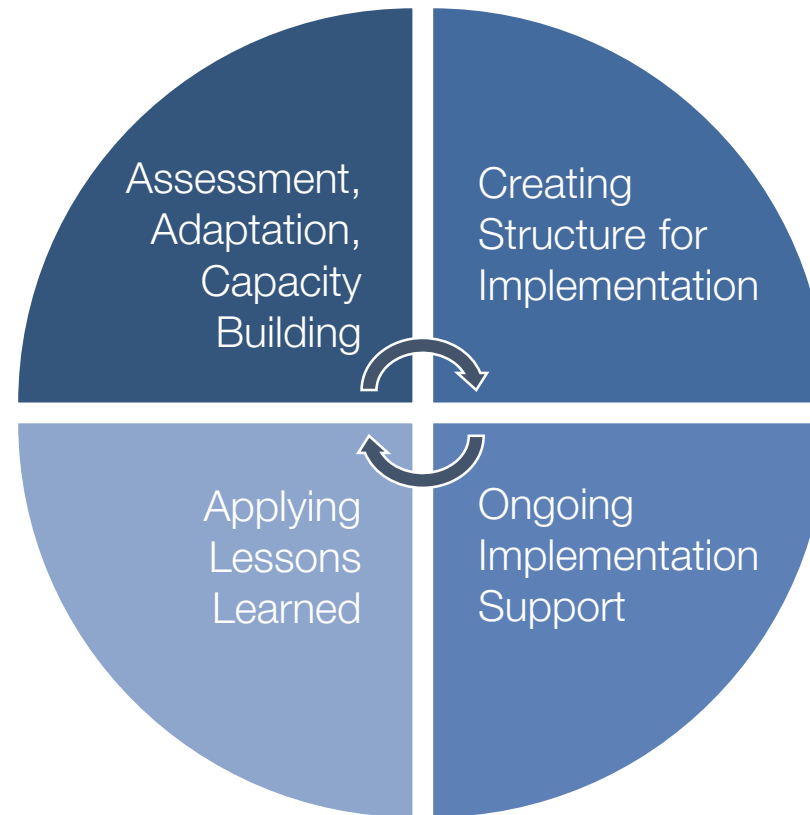 Assessment,
Adaptation,
Capacity
Building
Creating
Structure for
Implementation
Ongoing
Implementation
Support
Applying
Lessons
Learned